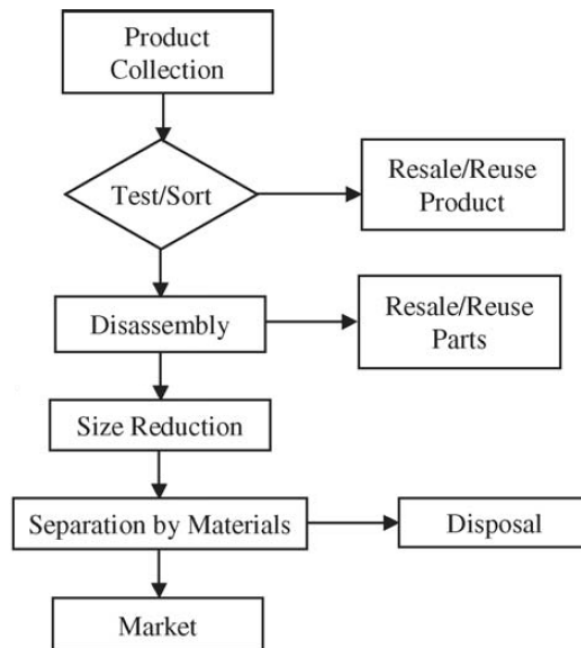 Product
Collection
Test/Sort
Resale/Reuse
Product
Disassembly
Resale/Reuse
Parts
Size Reduction
Separation by Materials
Disposal
Market